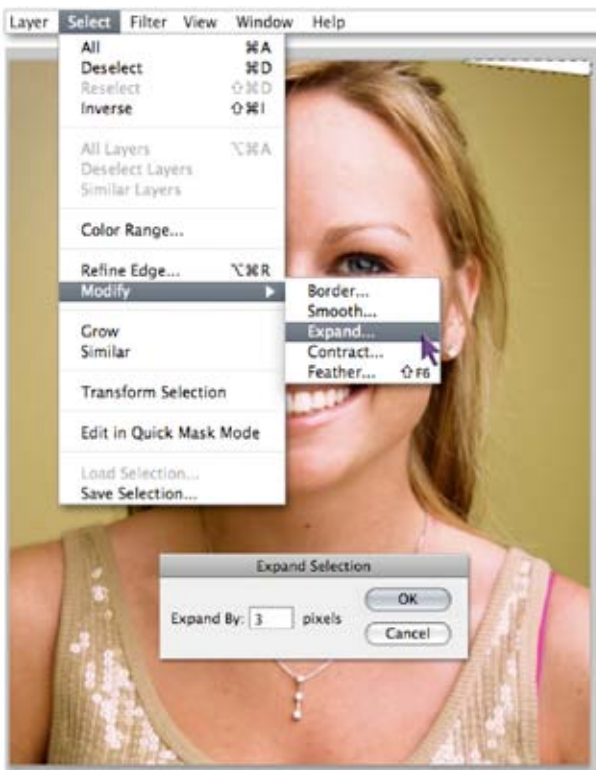 Layer Select Filter View Window Help
All ⌘A
Deselect ⌘D
Reselect ⇧⌘D
Inverse ⇧⌘I
All Layers ⌥⌘A
Deselect Layers
Similar Layers
Color Range...
Refine Edge... ⌥⌘R
Modify ▶
Border...
Smooth...
Expand...
Contract...
Feather... ⇧F6
Grow
Similar
Transform Selection
Edit in Quick Mask Mode
Load Selection...
Save Selection...
Expand Selection
Expand By: 3 pixels
OK
Cancel